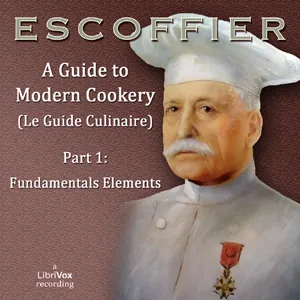 ESCOFFIER
A Guide to
Modern Cookery
(Le Guide Culinaire)
Part 1:
Fundamentals Elements
a
LibriVox
recording